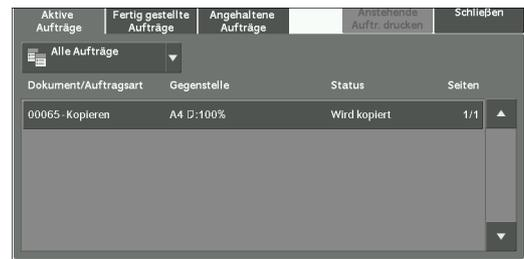 Aktive Aufträge
Fertig gestellte Aufträge
Angehaltene Aufträge
Anstehende Auftr. drucken
Schließen
Alle Aufträge
Dokument/Auftragsart Gegenstelle Status Seiten
00065-Kopieren A4 :100% Wird kopiert 1/1